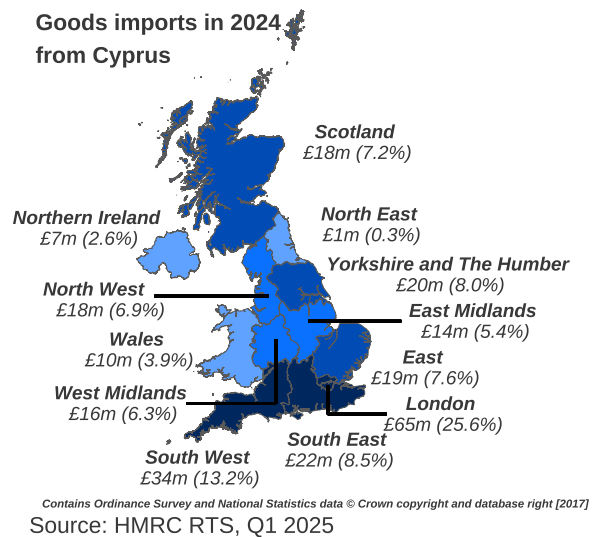 Goods imports in 2024
from Cyprus
Scotland
£18m (7.2%)
Northern Ireland
£7m (2.6%)
North East
£1m (0.3%)
Yorkshire and The Humber
£20m (8.0%)
North West
£18m (6.9%)
East Midlands
£14m (5.4%)
Wales
£10m (3.9%)
East
£19m (7.6%)
West Midlands
£16m (6.3%)
London
£65m (25.6%)
South East
£22m (8.5%)
South West
£34m (13.2%)
Contains Ordinance Survey and National Statistics data © Crown copyright and database right [2017]
Source: HMRC RTS, Q1 2025